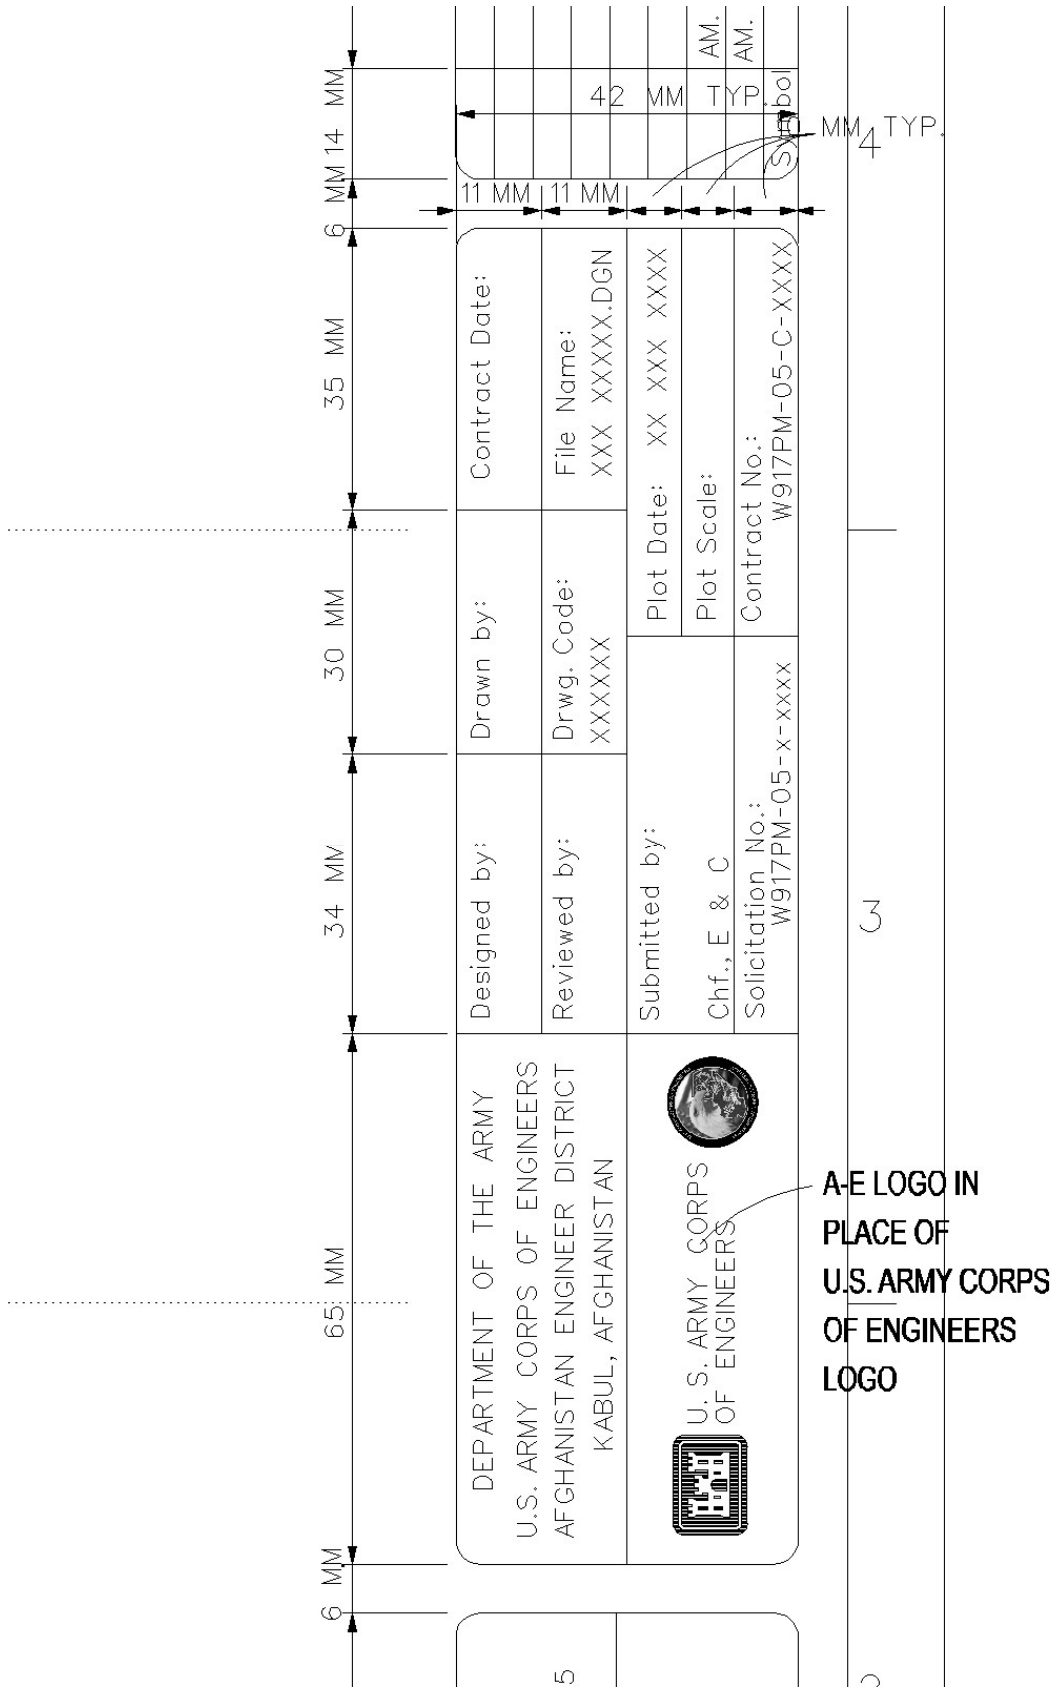 AM.
AM.
Symbol
42 MM TYP.
MM TYP.
4
14 MM
6 MM
11 MM
11 MM
35 MM
30 MM
34 MM
65 MM
6 MM
Contract Date:
File Name:
XXX XXXXX.DGN
Plot Date: XX XXX XXXX
Plot Scale:
Contract No.:
W917PM-05-C-XXXX
Drawn by:
Drwg. Code:
XXXXXX
Designed by:
Reviewed by:
Submitted by:
Chf., E & C
Solicitation No.:
W917PM-05-x-xxxx
3
DEPARTMENT OF THE ARMY
U.S. ARMY CORPS OF ENGINEERS
AFGHANISTAN ENGINEER DISTRICT
KABUL, AFGHANISTAN
U. S. ARMY CORPS
OF ENGINEERS
A-E LOGO IN
PLACE OF
U.S. ARMY CORPS
OF ENGINEERS
LOGO
5